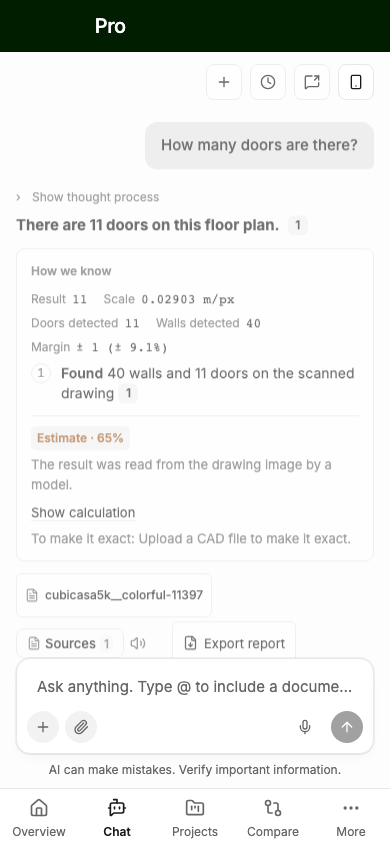 Pro
How many doors are there?
Show thought process
There are 11 doors on this floor plan. 1
How we know
Result 11 Scale 0.02903 m/px
Doors detected 11 Walls detected 40
Margin ± 1 (± 9.1%)
1 Found 40 walls and 11 doors on the scanned
drawing 1
Estimate · 65%
The result was read from the drawing image by a
model.
Show calculation
To make it exact: Upload a CAD file to make it exact.
cubicasa5k__colorful-11397
Sources 1 Export report
Ask anything. Type @ to include a docume...
AI can make mistakes. Verify important information.
Overview Chat Projects Compare More